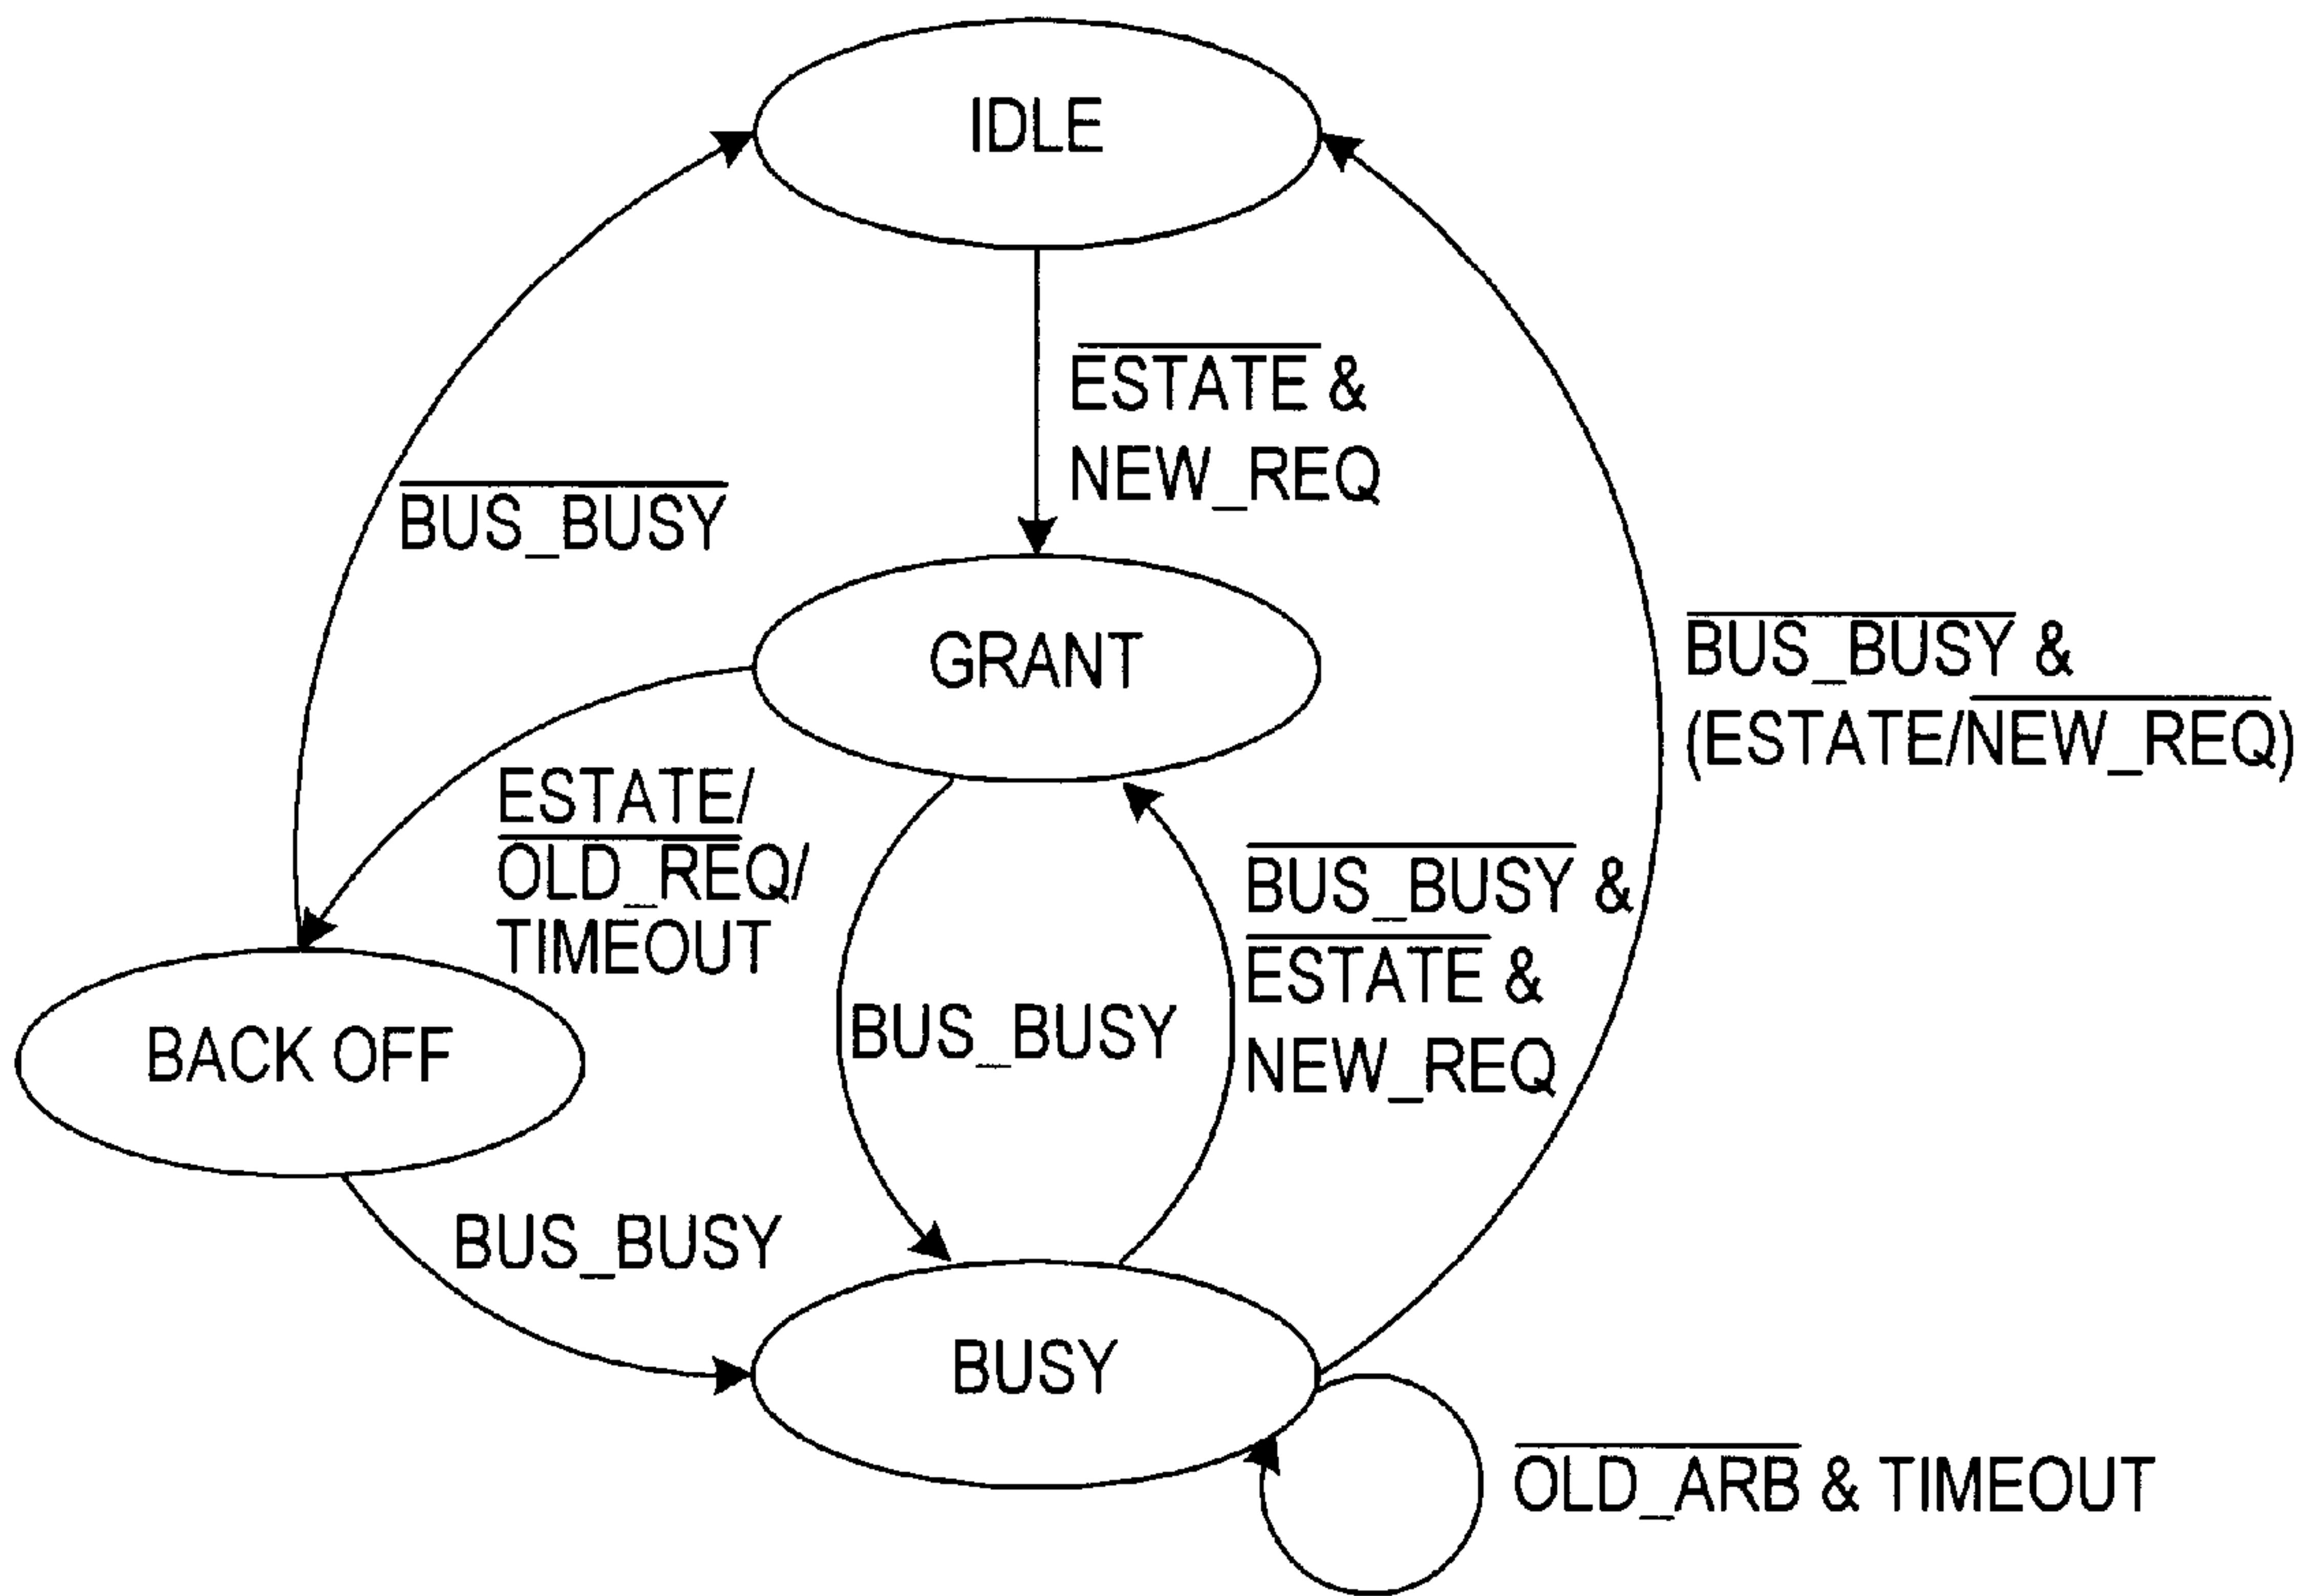 IDLE
ESTATE &
NEW_REQ
BUS_BUSY
GRANT
BUS_BUSY &
(ESTATE/NEW_REQ)
ESTATE/
OLD_REQ/
TIMEOUT
BUS_BUSY &
ESTATE &
NEW_REQ
BUS_BUSY
BACK OFF
BUS_BUSY
BUSY
OLD_ARB & TIMEOUT